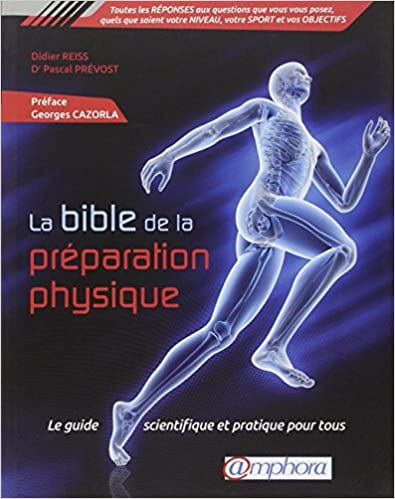 Toutes les RÉPONSES aux questions que vous vous posez,
quels que soient votre NIVEAU, votre SPORT et vos OBJECTIFS
Didier REISS
Dr Pascal PRÉVOST
Préface
Georges CAZORLA
La bible de la
préparation
physique
Le guide scientifique et pratique pour tous
@mphora